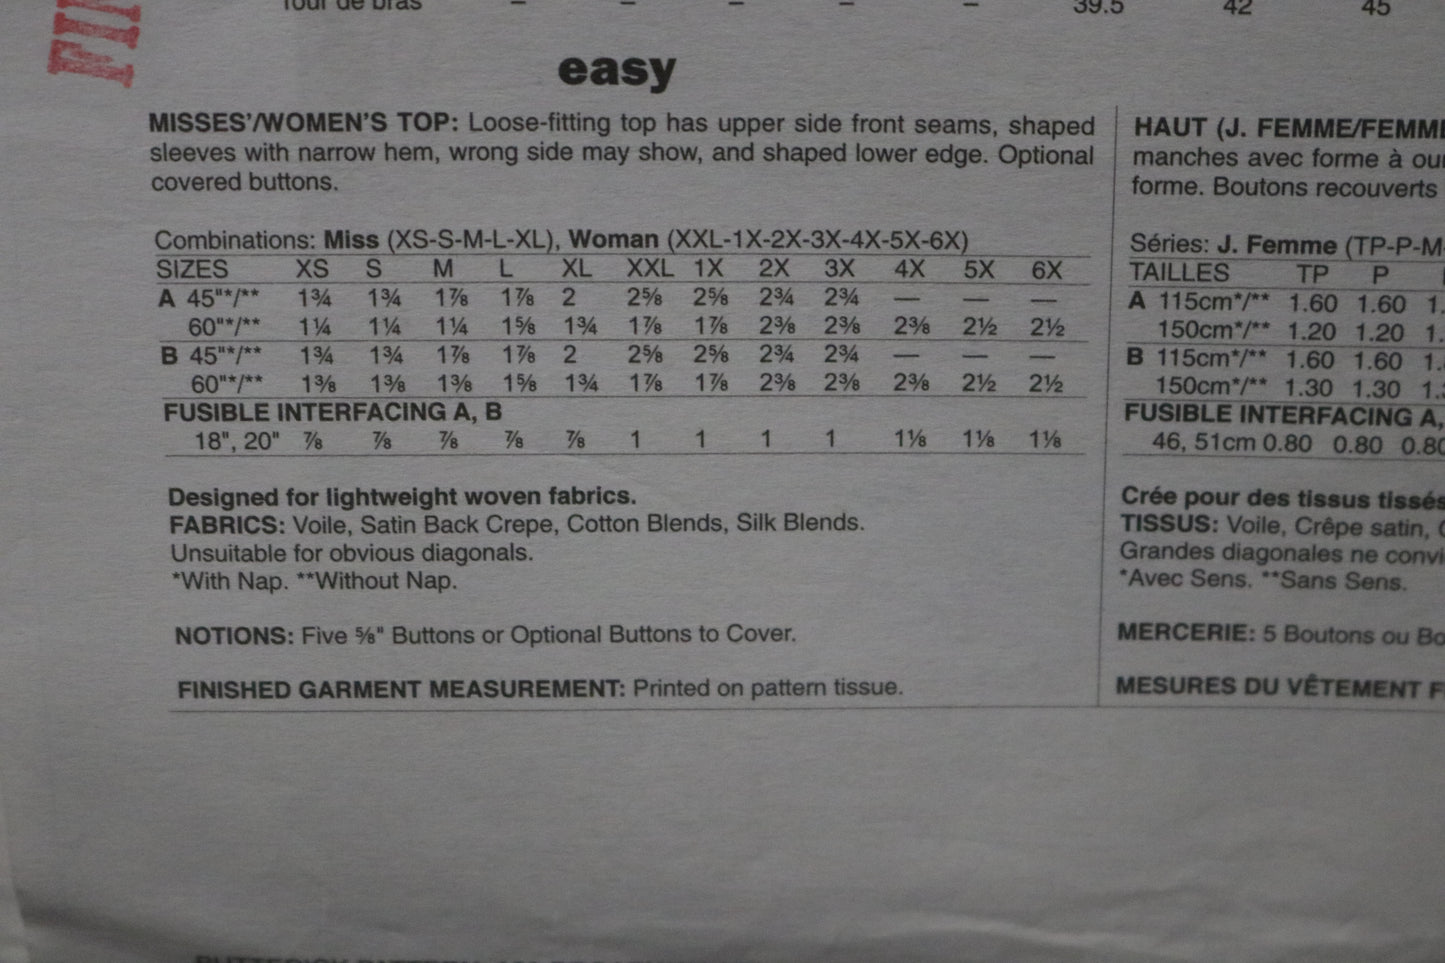 Tour de bras – – – – – 39.5 42 45
FIR
easy
MISSES'/WOMEN'S TOP: Loose-fitting top has upper side front seams, shaped
sleeves with narrow hem, wrong side may show, and shaped lower edge. Optional
covered buttons.
Combinations: Miss (XS-S-M-L-XL), Woman (XXL-1X-2X-3X-4X-5X-6X)
SIZES XS S M L XL XXL 1X 2X 3X 4X 5X 6X
A 45"*/** 1¾ 1¾ 1⅞ 1⅞ 2 2⅝ 2⅝ 2¾ 2¾ — — —
60"*/** 1¼ 1¼ 1¼ 1⅝ 1¾ 1⅞ 1⅞ 2⅜ 2⅜ 2⅜ 2½ 2½
B 45"*/** 1¾ 1¾ 1⅞ 1⅞ 2 2⅝ 2⅝ 2¾ 2¾ — — —
60"*/** 1⅜ 1⅜ 1⅜ 1⅝ 1¾ 1⅞ 1⅞ 2⅜ 2⅜ 2⅜ 2½ 2½
FUSIBLE INTERFACING A, B
18", 20" ⅞ ⅞ ⅞ ⅞ ⅞ 1 1 1 1 1⅛ 1⅛ 1⅛
Designed for lightweight woven fabrics.
FABRICS: Voile, Satin Back Crepe, Cotton Blends, Silk Blends.
Unsuitable for obvious diagonals.
*With Nap. **Without Nap.
NOTIONS: Five ⅝" Buttons or Optional Buttons to Cover.
FINISHED GARMENT MEASUREMENT: Printed on pattern tissue.
HAUT (J. FEMME/FEMM
manches avec forme à ou
forme. Boutons recouverts
Séries: J. Femme (TP-P-M
TAILLES TP P
A 115cm*/** 1.60 1.60 1.
150cm*/** 1.20 1.20 1.
B 115cm*/** 1.60 1.60 1.
150cm*/** 1.30 1.30 1.
FUSIBLE INTERFACING A,
46, 51cm 0.80 0.80 0.80
Crée pour des tissus tissés
TISSUS: Voile, Crêpe satin,
Grandes diagonales ne convi
*Avec Sens. **Sans Sens.
MERCERIE: 5 Boutons ou Bo
MESURES DU VÊTEMENT F